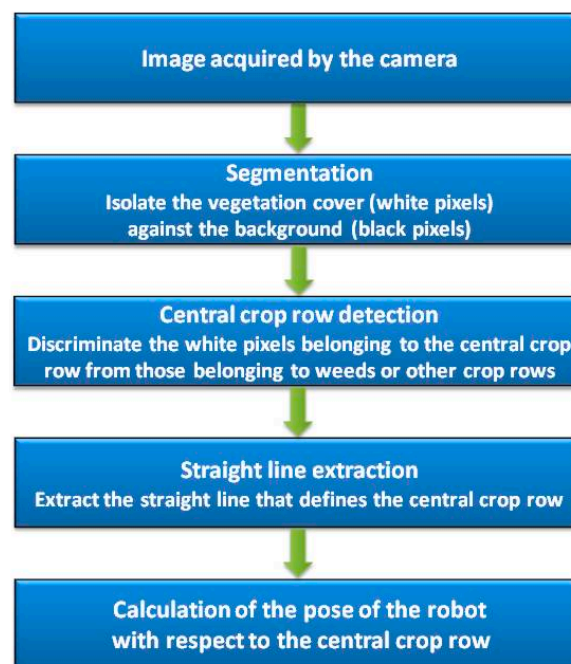 Image acquired by the camera
Segmentation
Isolate the vegetation cover (white pixels)
against the background (black pixels)
Central crop row detection
Discriminate the white pixels belonging to the central crop
row from those belonging to weeds or other crop rows
Straight line extraction
Extract the straight line that defines the central crop row
Calculation of the pose of the robot
with respect to the central crop row